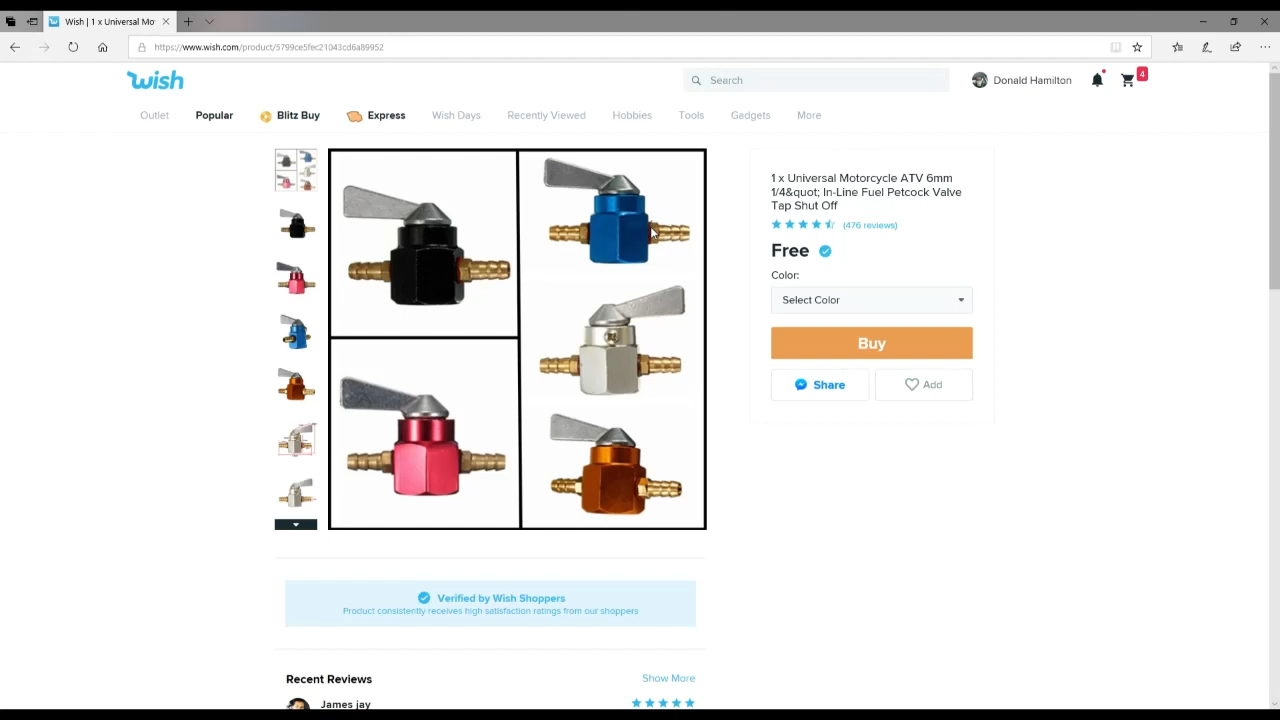 Wish | 1 x Universal Mo
https://www.wish.com/product/5799ce5fec21043cd6a89952
wish
Search
Donald Hamilton
4
Outlet
Popular
Blitz Buy
Express
Wish Days
Recently Viewed
Hobbies
Tools
Gadgets
More
1 x Universal Motorcycle ATV 6mm
1/4&quot; In-Line Fuel Petcock Valve
Tap Shut Off
(476 reviews)
Free
Color:
Select Color
Buy
Share
Add
Verified by Wish Shoppers
Product consistently receives high satisfaction ratings from our shoppers
Recent Reviews
Show More
James jay